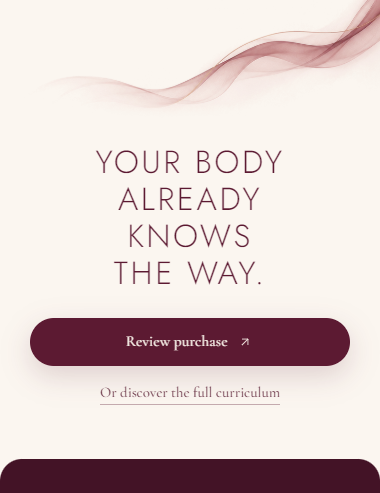 YOUR BODY
ALREADY
KNOWS
THE WAY.
Review purchase ↗
Or discover the full curriculum